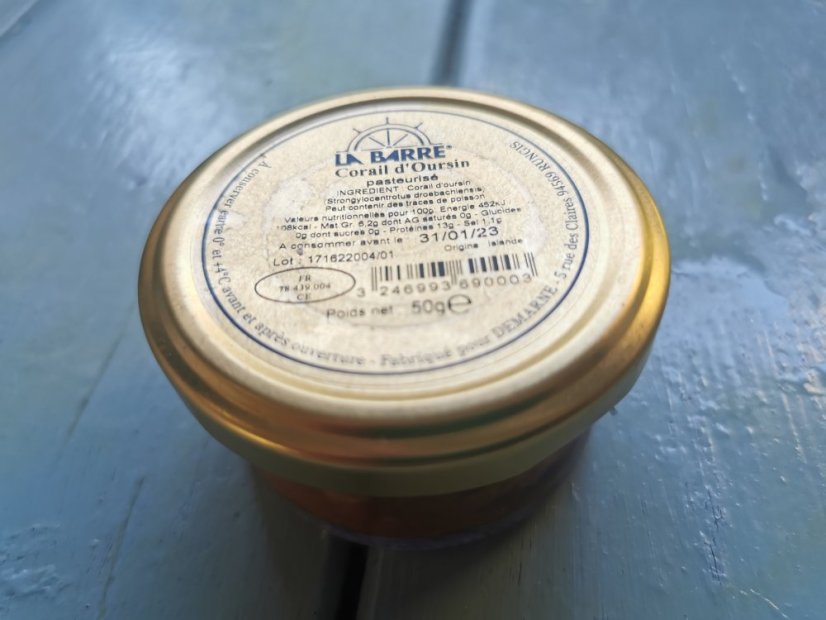 LA BARRE®
Corail d'Oursin
pasteurisé
INGREDIENT : Corail d'oursin
Strongylocentrotus droebachiensis
Peut contenir des traces de poisson
Valeurs nutritionnelles pour 100g. Energie 452kJ
108kcal - Mat Gr. 6,2g dont AG saturés 0g - Glucides
0g dont sucres 0g - Protéines 13g - Sel 1,1g
A consommer avant le : 31/01/23
Origine Islande
Lot : 171622004/01
FR
78.439.004
CE
3 246993 690003
Poids net : 50g℮
A conserver entre 0° et +4°C avant et après ouverture - Fabriqué pour DEMARNE - 5 rue des Claires 94569 RUNGIS